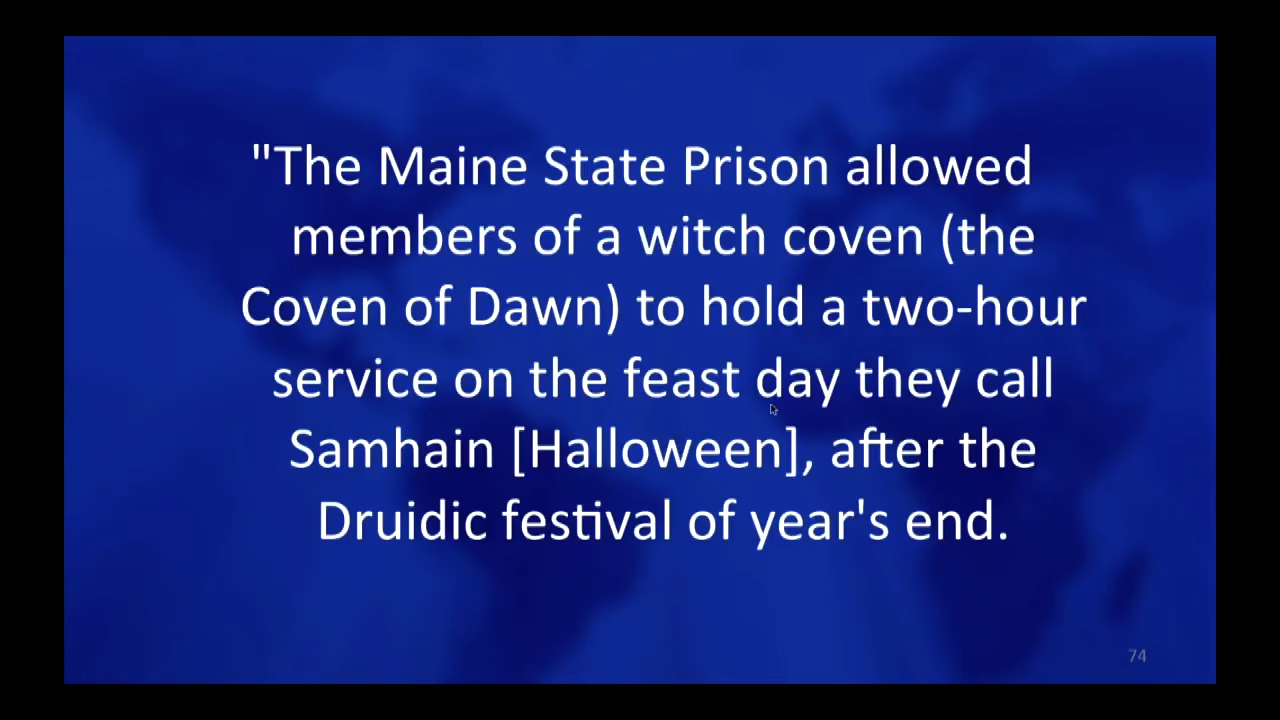 "The Maine State Prison allowed
members of a witch coven (the
Coven of Dawn) to hold a two-hour
service on the feast day they call
Samhain [Halloween], after the
Druidic festival of year's end.
74